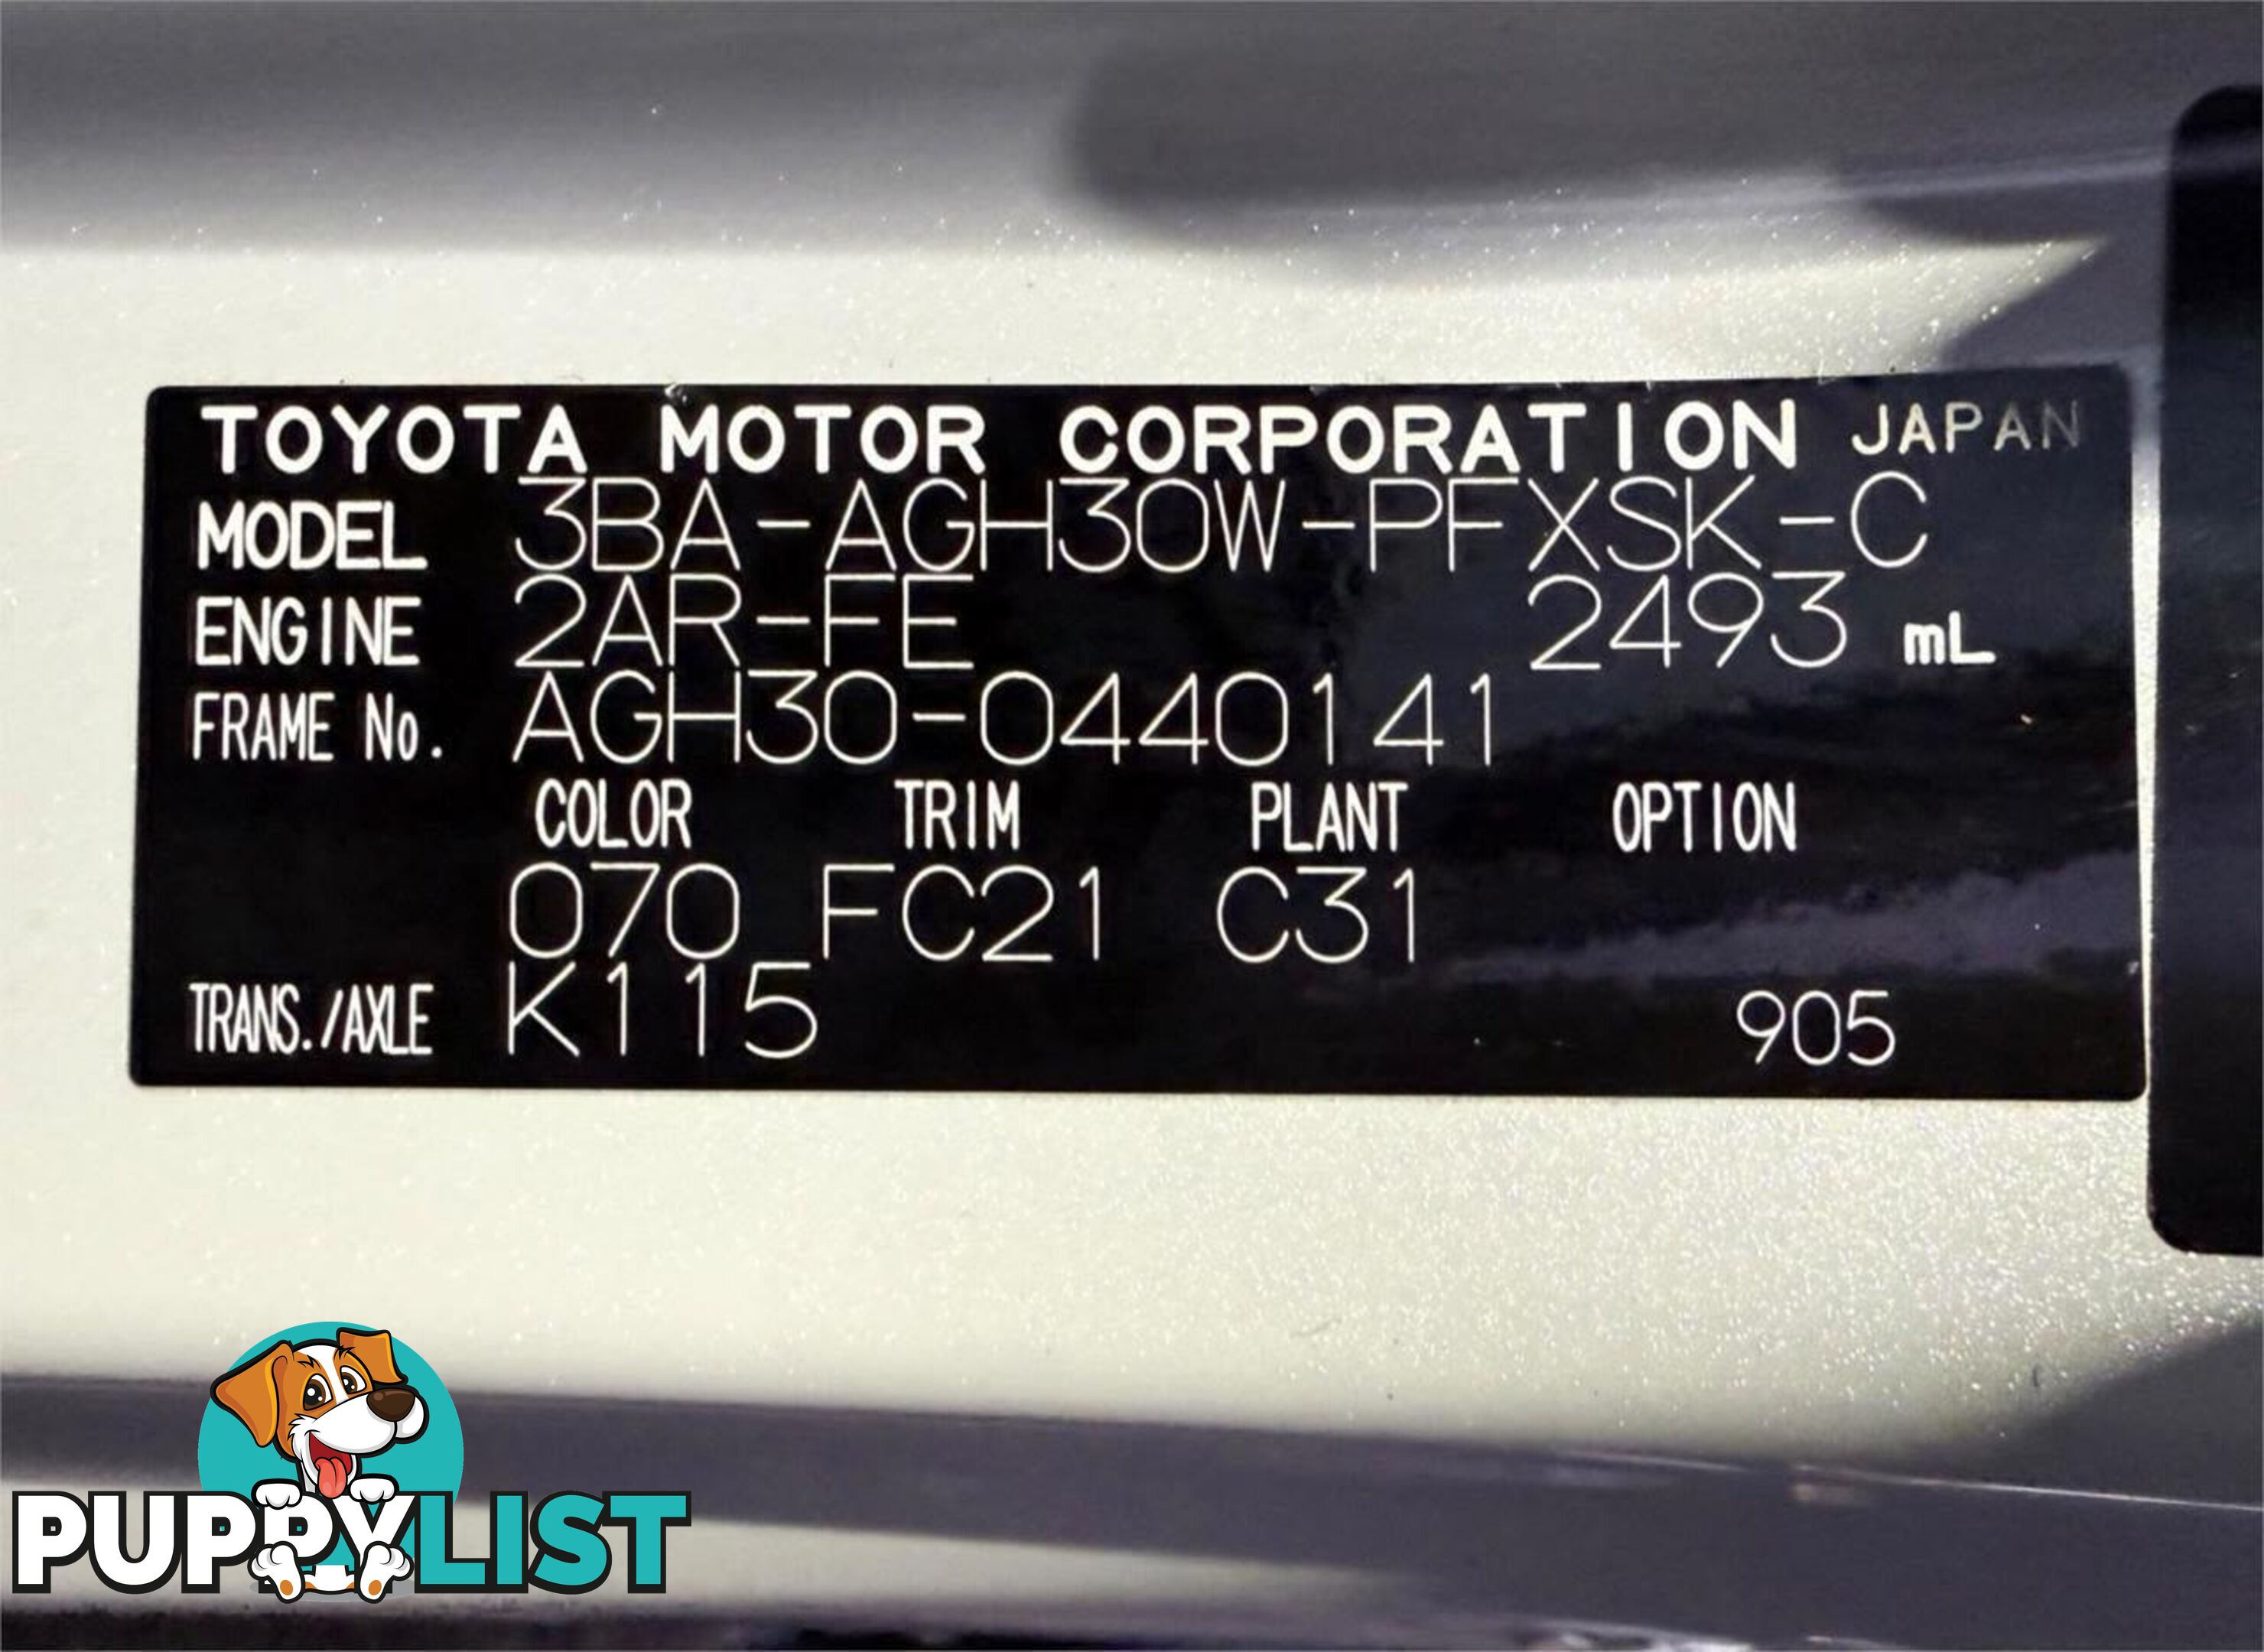 TOYOTA MOTOR CORPORATION JAPAN
MODEL 3BA-AGH30W-PFXSK-C
ENGINE 2AR-FE 2493 mL
FRAME No. AGH30-0440141
COLOR TRIM PLANT OPTION
070 FC21 C31
TRANS./AXLE K115 905
PUPPYLIST